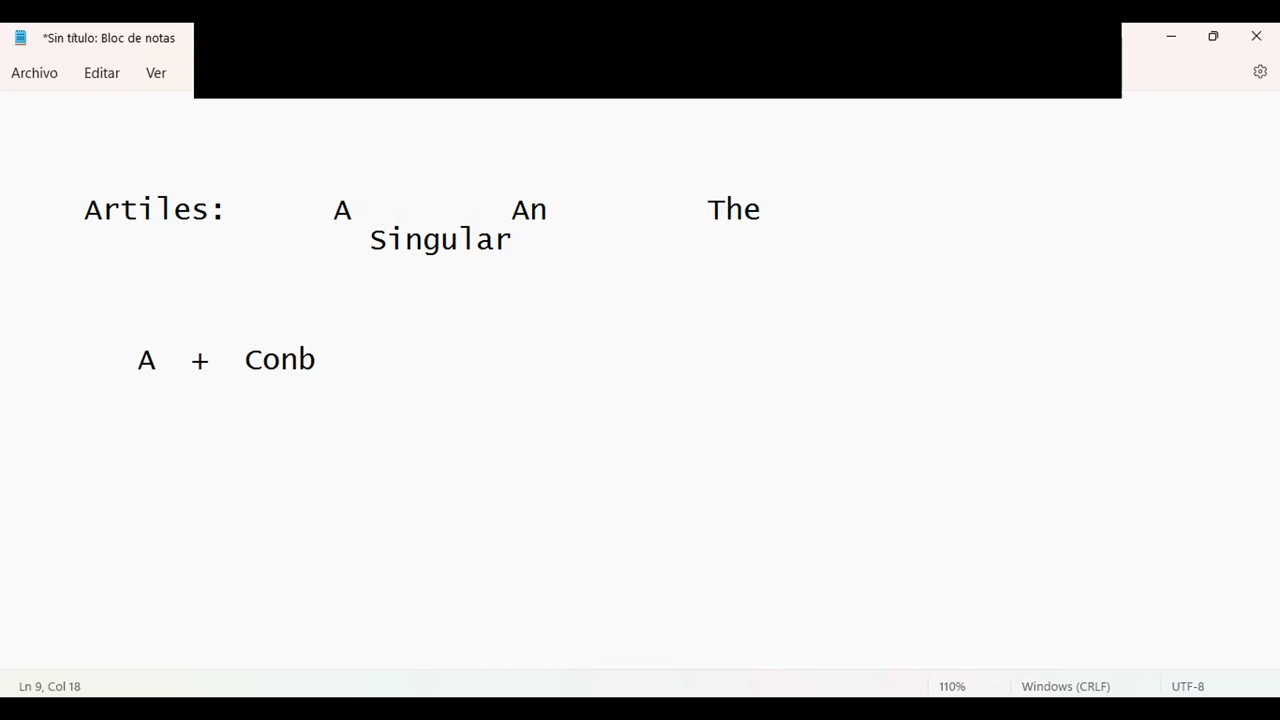 *Sin título: Bloc de notas
Archivo Editar Ver
Artiles: A An The
Singular
A + Conb
Ln 9, Col 18 110% Windows (CRLF) UTF-8